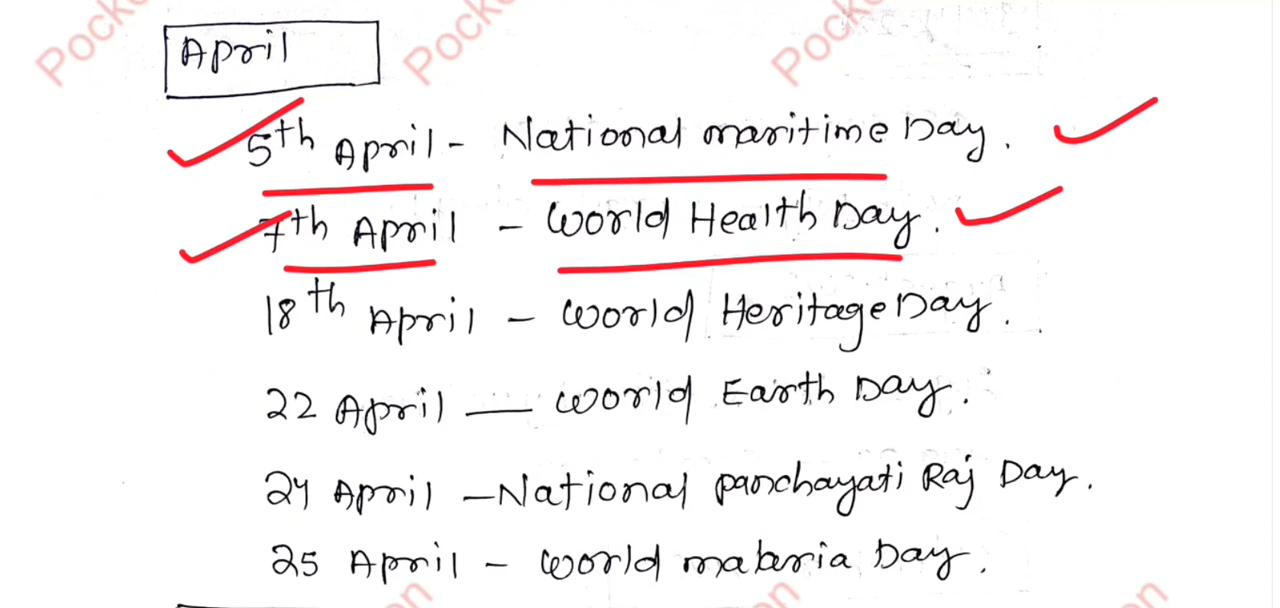 April
5th April - National maritime Day.
7th April - World Health Day.
18th April - World Heritage Day.
22 April - World Earth Day.
24 April - National panchayati Raj Day.
25 April - World malaria Day.